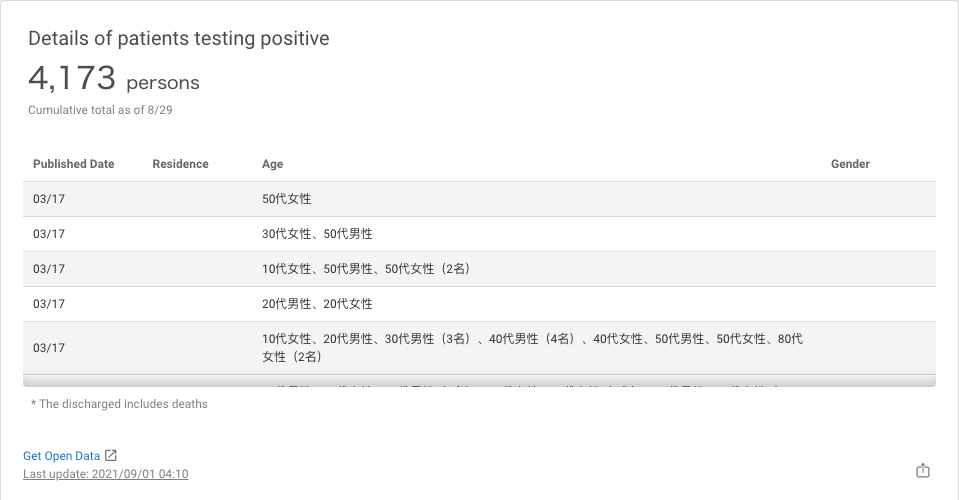 Details of patients testing positive
4,173 persons
Cumulative total as of 8/29
Published Date Residence Age Gender
03/17 50代女性
03/17 30代女性、50代男性
03/17 10代女性、50代男性、50代女性（2名）
03/17 20代男性、20代女性
03/17 10代女性、20代男性、30代男性（3名）、40代男性（4名）、40代女性、50代男性、50代女性、80代
女性（2名）
* The discharged includes deaths
Get Open Data
Last update: 2021/09/01 04:10